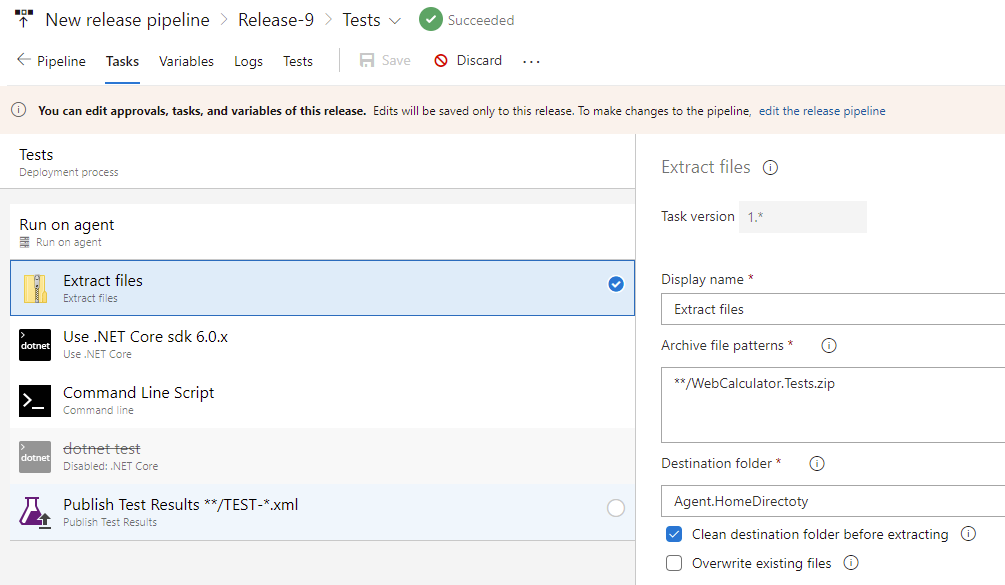 New release pipeline > Release-9 > Tests Succeeded
Pipeline Tasks Variables Logs Tests Save Discard ...
You can edit approvals, tasks, and variables of this release. Edits will be saved only to this release. To make changes to the pipeline, edit the release pipeline
Tests
Deployment process
Run on agent
Run on agent
Extract files
Extract files
dotnet
Use .NET Core sdk 6.0.x
Use .NET Core
Command Line Script
Command line
dotnet
dotnet test
Disabled: .NET Core
Publish Test Results **/TEST-*.xml
Publish Test Results
Extract files
Task version 1.*
Display name *
Extract files
Archive file patterns *
**/WebCalculator.Tests.zip
Destination folder *
Agent.HomeDirectoty
Clean destination folder before extracting
Overwrite existing files